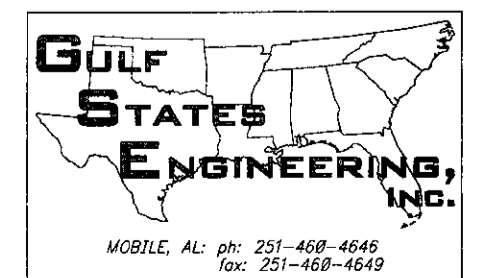 GULF
STATES
ENGINEERING,
INC.
MOBILE, AL: ph: 251-460-4646
fax: 251-460-4649